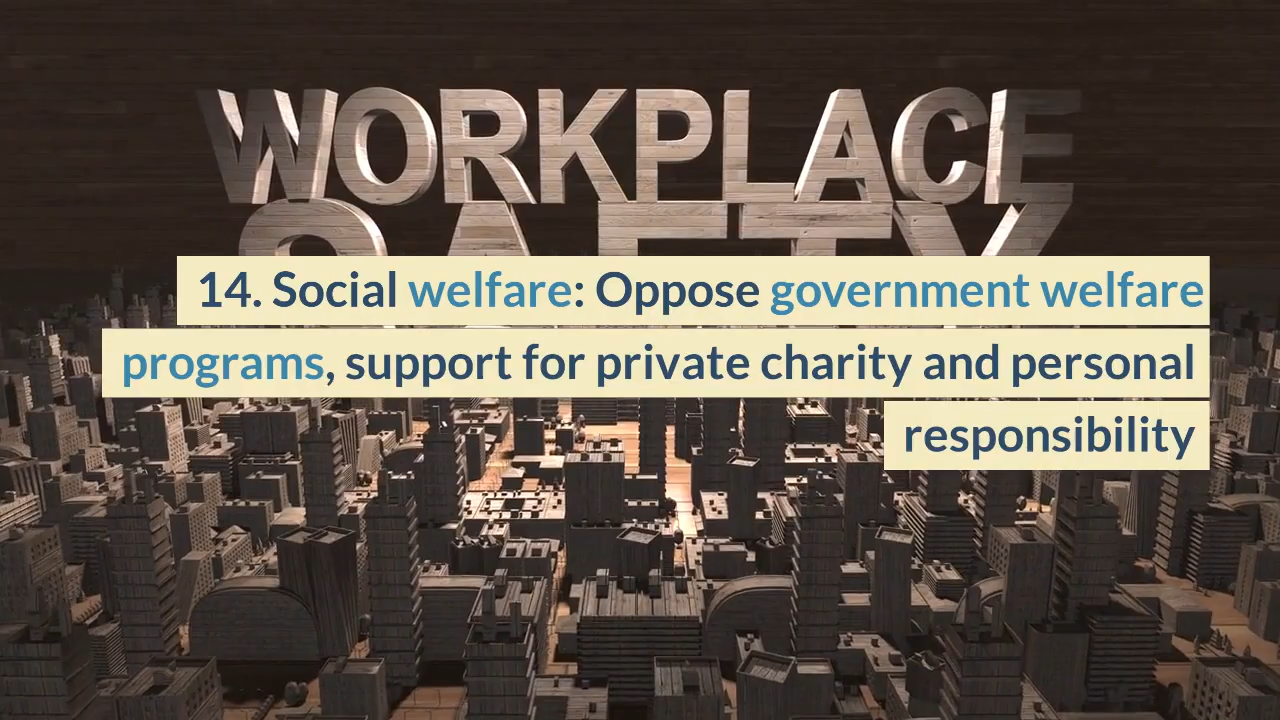 WORKPLACE
14. Social welfare: Oppose government welfare
programs, support for private charity and personal
responsibility